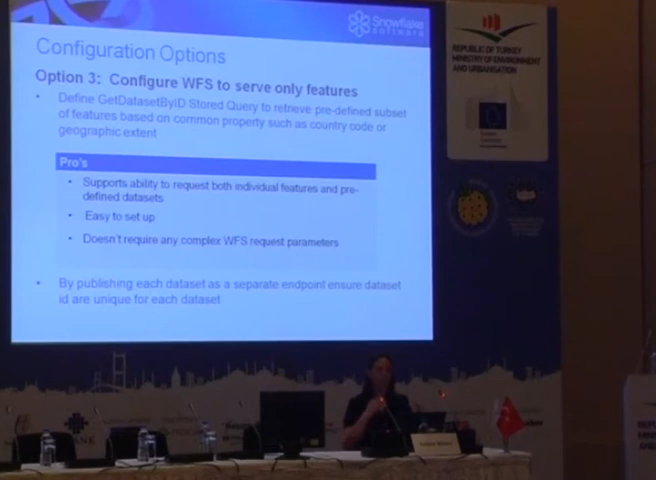 Snowflake
software
Configuration Options
Option 3: Configure WFS to serve only features
• Define GetDatasetByID Stored Query to retrieve pre-defined subset
of features based on common property such as country code or
geographic extent
Pro's
• Supports ability to request both individual features and pre-
defined datasets
• Easy to set up
• Doesn't require any complex WFS request parameters
• By publishing each dataset as a separate endpoint ensure dataset
id are unique for each dataset
REPUBLIC OF TURKEY
MINISTRY OF ENVIRONMENT
AND URBANISATION